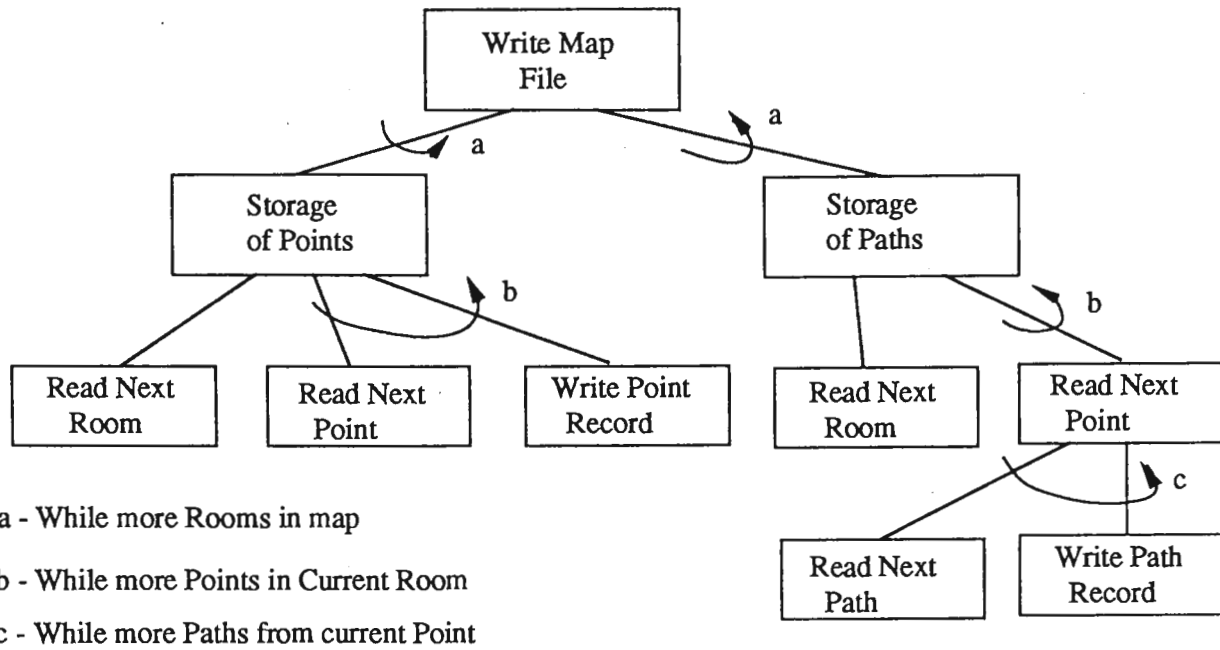 Write Map
File
a
a
Storage
of Points
Storage
of Paths
b
b
Read Next
Room
Read Next
Point
Write Point
Record
Read Next
Room
Read Next
Point
c
Read Next
Path
Write Path
Record
a - While more Rooms in map
b - While more Points in Current Room
c - While more Paths from current Point